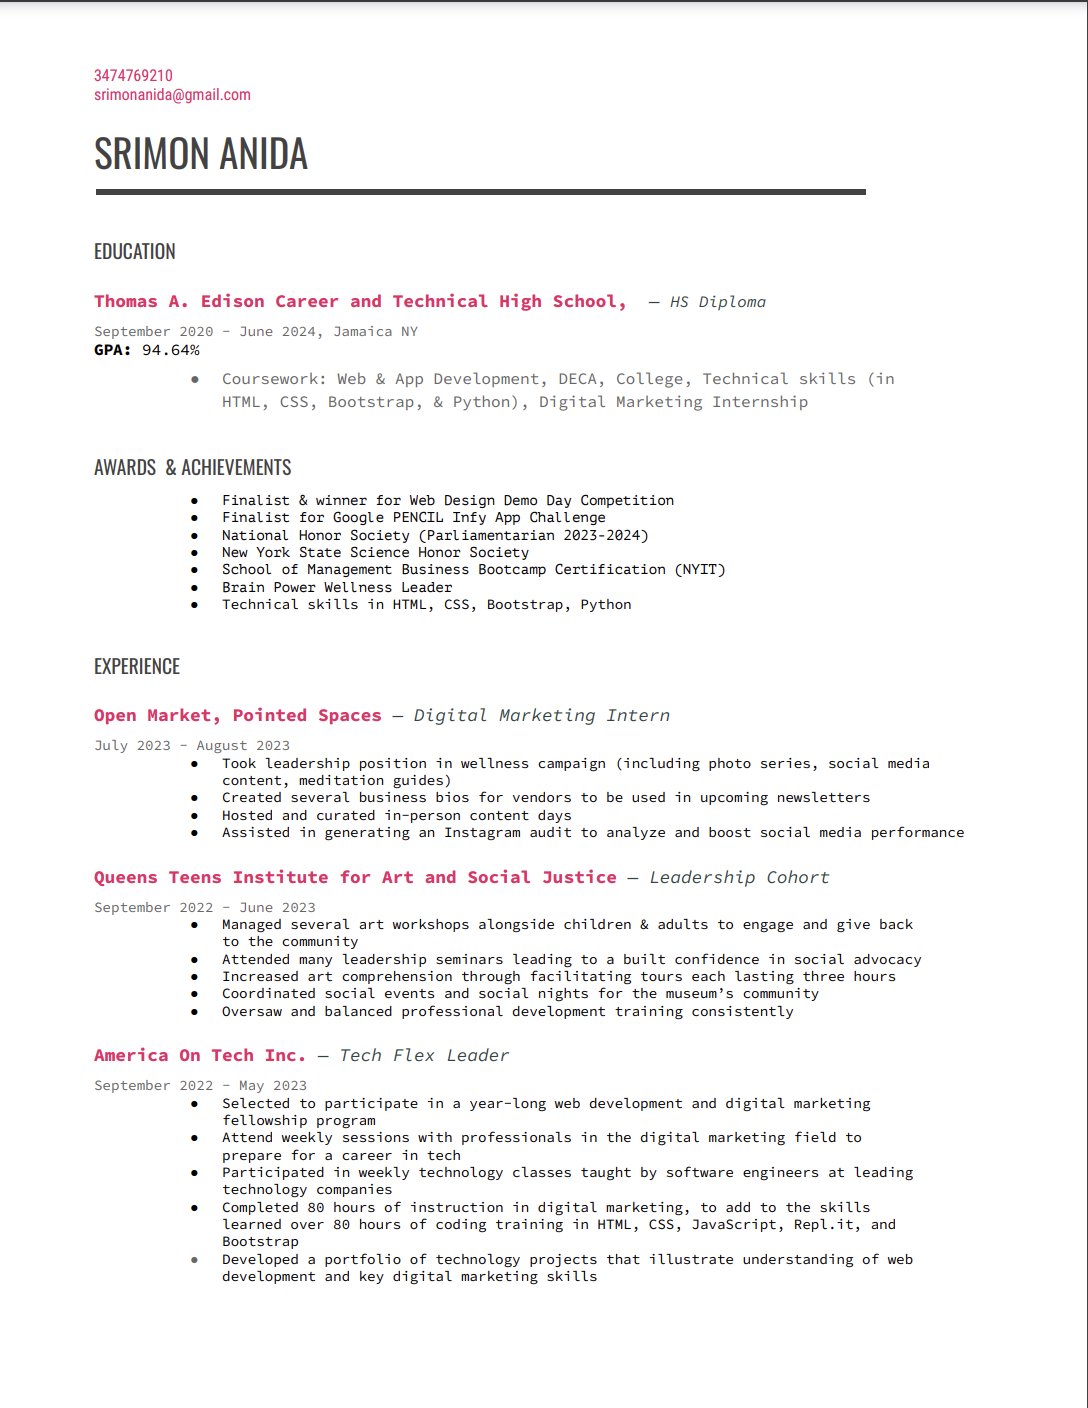 3474769210
srimonanida@gmail.com
SRIMON ANIDA
EDUCATION
Thomas A. Edison Career and Technical High School, — HS Diploma
September 2020 - June 2024, Jamaica NY
GPA: 94.64%
● Coursework: Web & App Development, DECA, College, Technical skills (in
HTML, CSS, Bootstrap, & Python), Digital Marketing Internship
AWARDS & ACHIEVEMENTS
● Finalist & winner for Web Design Demo Day Competition
● Finalist for Google PENCIL Infy App Challenge
● National Honor Society (Parliamentarian 2023-2024)
● New York State Science Honor Society
● School of Management Business Bootcamp Certification (NYIT)
● Brain Power Wellness Leader
● Technical skills in HTML, CSS, Bootstrap, Python
EXPERIENCE
Open Market, Pointed Spaces — Digital Marketing Intern
July 2023 - August 2023
● Took leadership position in wellness campaign (including photo series, social media
content, meditation guides)
● Created several business bios for vendors to be used in upcoming newsletters
● Hosted and curated in-person content days
● Assisted in generating an Instagram audit to analyze and boost social media performance
Queens Teens Institute for Art and Social Justice — Leadership Cohort
September 2022 - June 2023
● Managed several art workshops alongside children & adults to engage and give back
to the community
● Attended many leadership seminars leading to a built confidence in social advocacy
● Increased art comprehension through facilitating tours each lasting three hours
● Coordinated social events and social nights for the museum’s community
● Oversaw and balanced professional development training consistently
America On Tech Inc. — Tech Flex Leader
September 2022 - May 2023
● Selected to participate in a year-long web development and digital marketing
fellowship program
● Attend weekly sessions with professionals in the digital marketing field to
prepare for a career in tech
● Participated in weekly technology classes taught by software engineers at leading
technology companies
● Completed 80 hours of instruction in digital marketing, to add to the skills
learned over 80 hours of coding training in HTML, CSS, JavaScript, Repl.it, and
Bootstrap
● Developed a portfolio of technology projects that illustrate understanding of web
development and key digital marketing skills